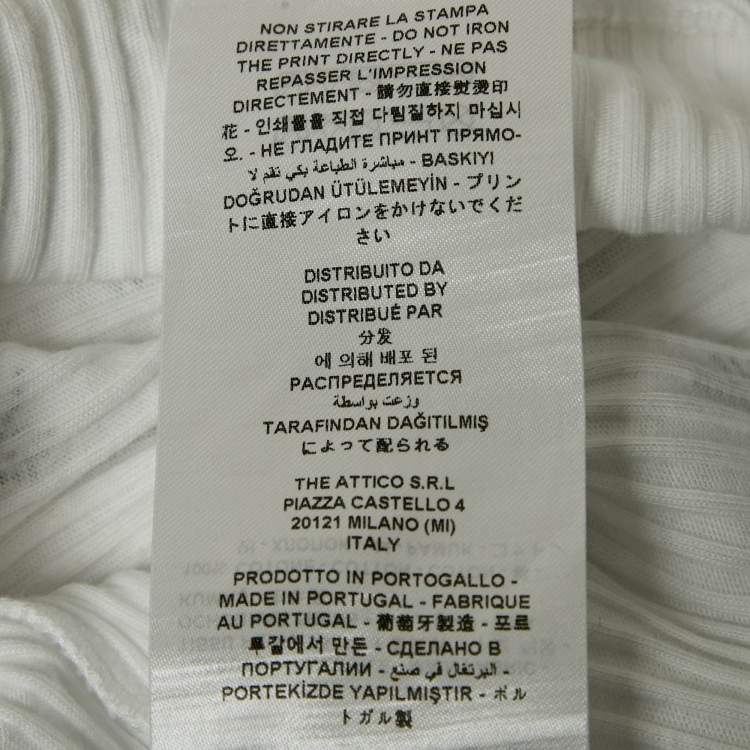 NON STIRARE LA STAMPA
DIRETTAMENTE - DO NOT IRON
THE PRINT DIRECTLY - NE PAS
REPASSER L'IMPRESSION
DIRECTEMENT - 請勿直接熨燙印
花 - 인쇄물을 직접 다림질하지 마십시
오. - НЕ ГЛАДИТЕ ПРИНТ ПРЯМО-
مباشرة الطباعة بكي تقم لا - BASKIYI
DOĞRUDAN ÜTÜLEMEYİN - プリン
トに直接アイロンをかけないでくだ
さい
DISTRIBUITO DA
DISTRIBUTED BY
DISTRIBUÉ PAR
分发
에 의해 배포 된
РАСПРЕДЕЛЯЕТСЯ
وزعت بواسطة
TARAFINDAN DAĞITILMIŞ
によって配られる
THE ATTICO S.R.L
PIAZZA CASTELLO 4
20121 MILANO (MI)
ITALY
PRODOTTO IN PORTOGALLO -
MADE IN PORTUGAL - FABRIQUE
AU PORTUGAL - 葡萄牙製造 - 포르
투갈에서 만든 - СДЕЛАНО В
ПОРТУГАЛИИ - البرتغال في صنع -
PORTEKİZDE YAPILMIŞTIR - ポル
トガル製